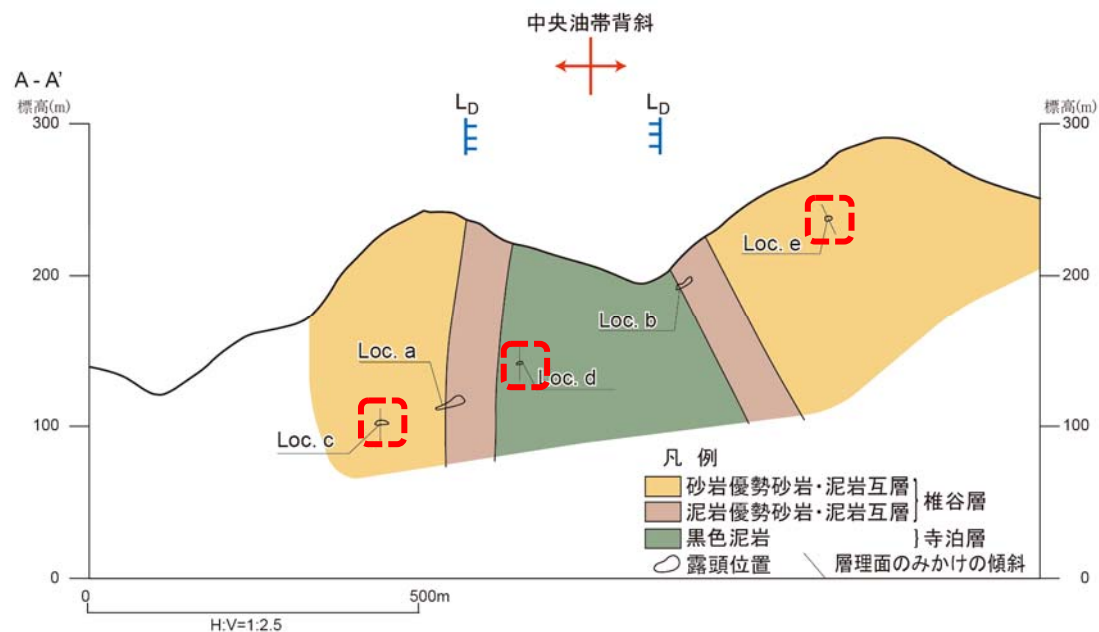 中央油帯背斜
A - A'
標高(m)
標高(m)
LD
LD
300
300
200
200
100
100
0
0
Loc. e
Loc. b
Loc. a
Loc. d
Loc. c
凡 例
砂岩優勢砂岩・泥岩互層
泥岩優勢砂岩・泥岩互層
椎谷層
黒色泥岩
寺泊層
露頭位置
層理面のみかけの傾斜
0
500m
H:V=1:2.5